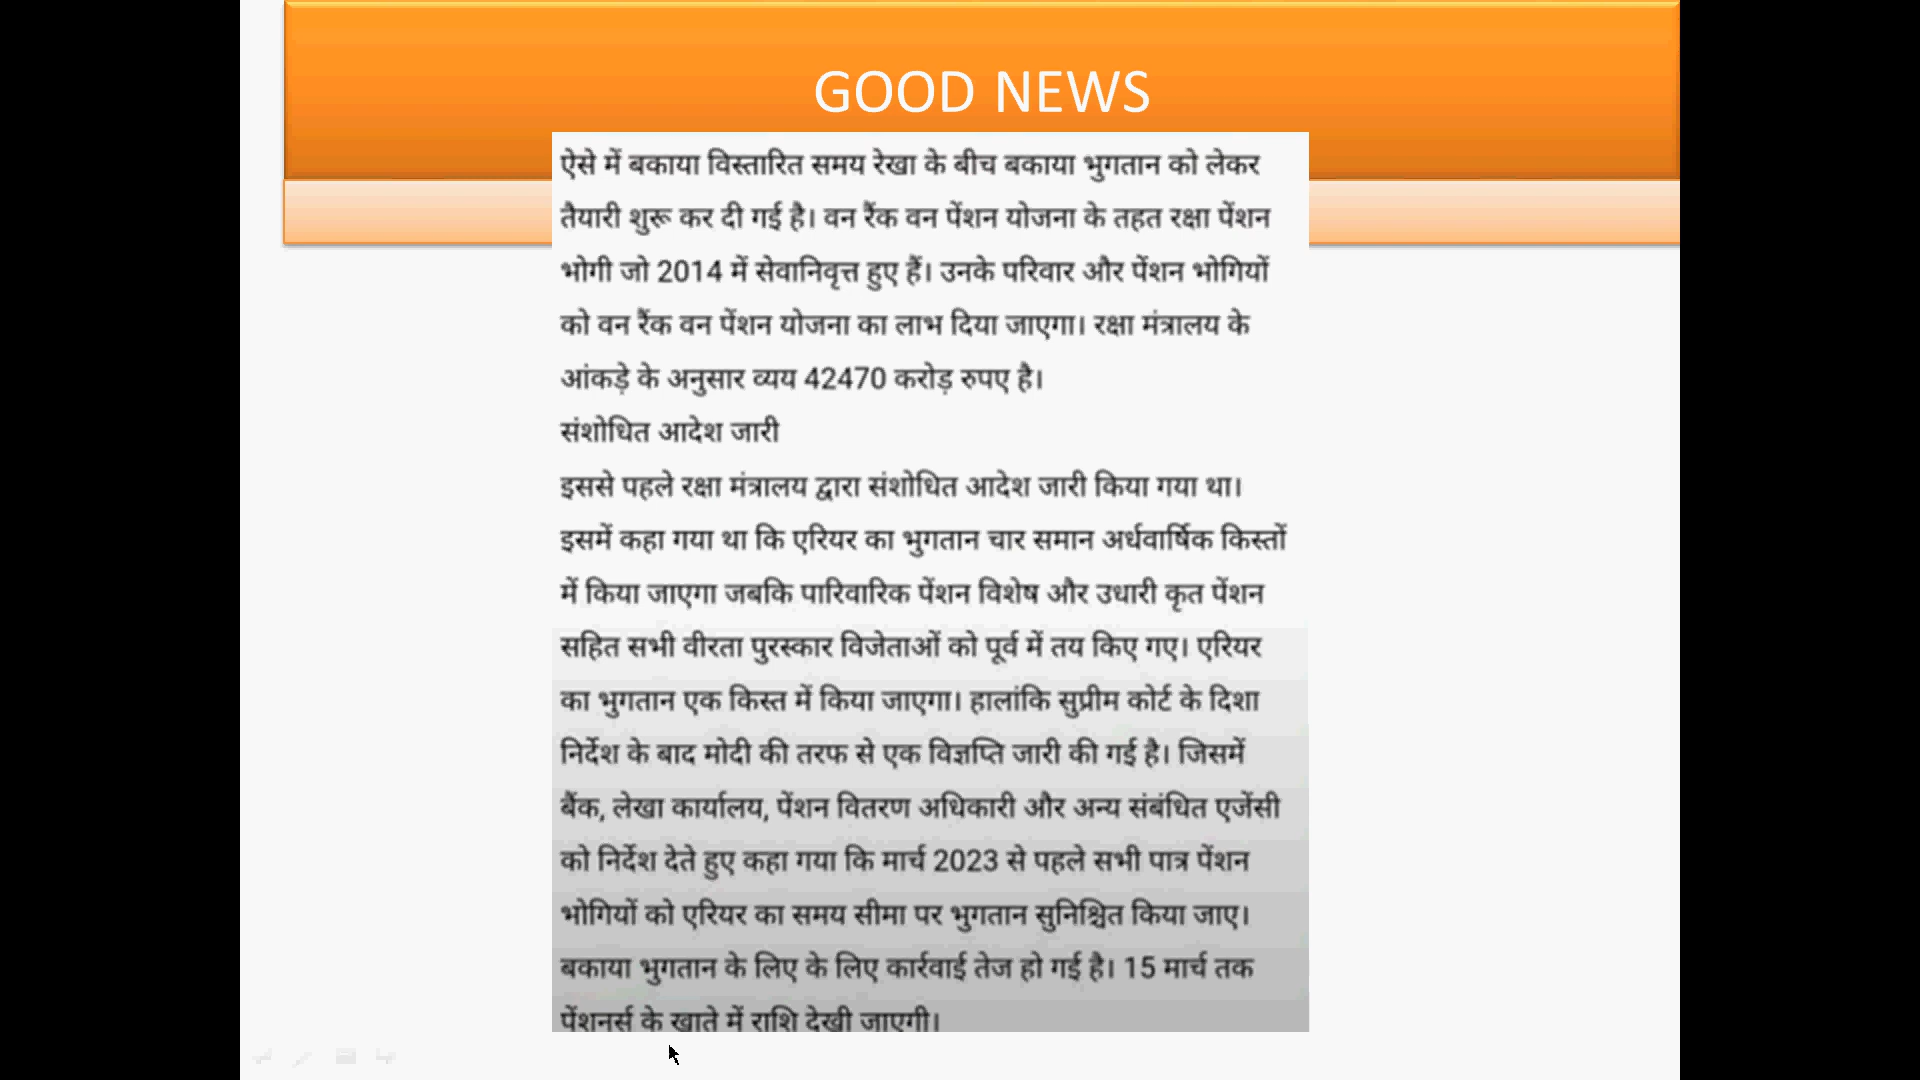 GOOD NEWS
ऐसे में बकाया विस्तारित समय रेखा के बीच बकाया भुगतान को लेकर
तैयारी शुरू कर दी गई है। वन रैंक वन पेंशन योजना के तहत रक्षा पेंशन
भोगी जो 2014 में सेवानिवृत्त हुए हैं। उनके परिवार और पेंशन भोगियों
को वन रैंक वन पेंशन योजना का लाभ दिया जाएगा। रक्षा मंत्रालय के
आंकड़े के अनुसार व्यय 42470 करोड़ रुपए है।
संशोधित आदेश जारी
इससे पहले रक्षा मंत्रालय द्वारा संशोधित आदेश जारी किया गया था।
इसमें कहा गया था कि एरियर का भुगतान चार समान अर्धवार्षिक किस्तों
में किया जाएगा जबकि पारिवारिक पेंशन विशेष और उधारी कृत पेंशन
सहित सभी वीरता पुरस्कार विजेताओं को पूर्व में तय किए गए। एरियर
का भुगतान एक किस्त में किया जाएगा। हालांकि सुप्रीम कोर्ट के दिशा
निर्देश के बाद मोदी की तरफ से एक विज्ञप्ति जारी की गई है। जिसमें
बैंक, लेखा कार्यालय, पेंशन वितरण अधिकारी और अन्य संबंधित एजेंसी
को निर्देश देते हुए कहा गया कि मार्च 2023 से पहले सभी पात्र पेंशन
भोगियों को एरियर का समय सीमा पर भुगतान सुनिश्चित किया जाए।
बकाया भुगतान के लिए के लिए कार्रवाई तेज हो गई है। 15 मार्च तक
पेंशनर्स के खाते में राशि देखी जाएगी।